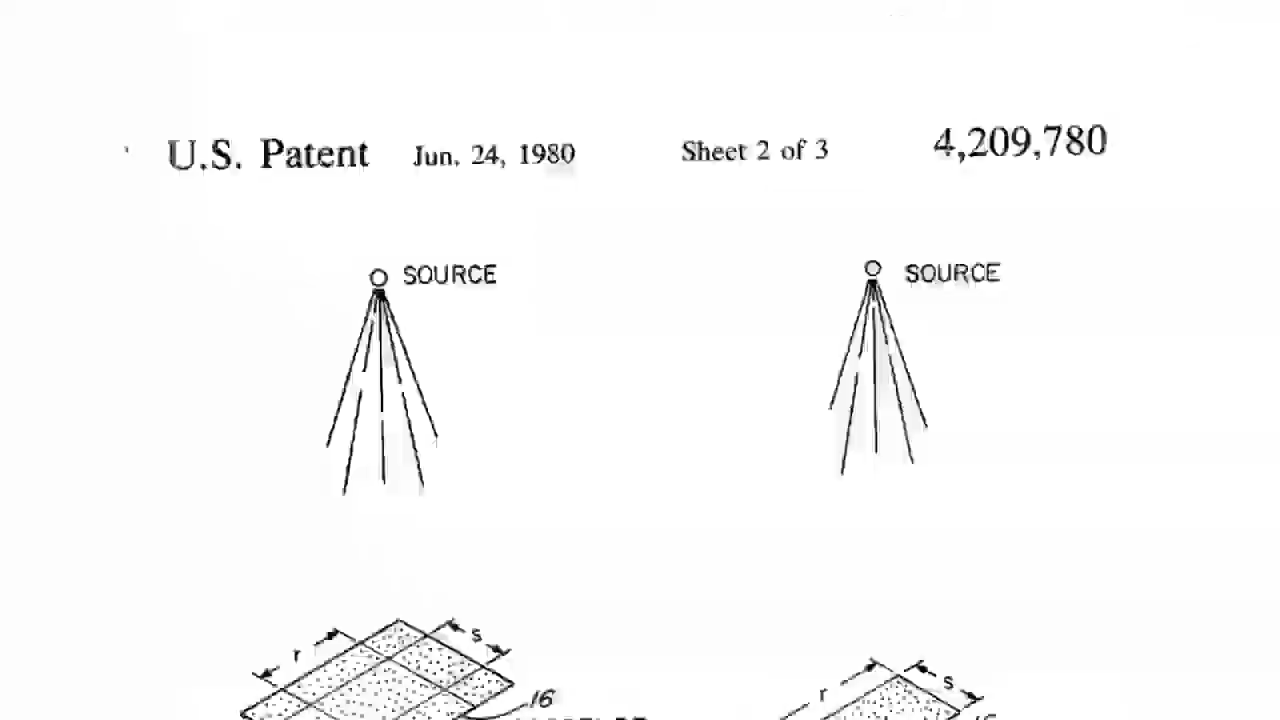 U.S. Patent Jun. 24, 1980 Sheet 2 of 3 4,209,780
SOURCE SOURCE
s
r
s
r
16